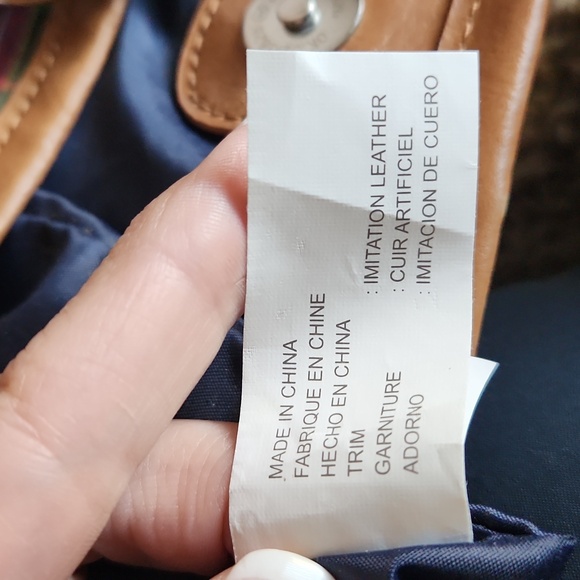 MADE IN CHINA
FABRIQUE EN CHINE
HECHO EN CHINA
TRIM : IMITATION LEATHER
GARNITURE : CUIR ARTIFICIEL
ADORNO : IMITACION DE CUERO